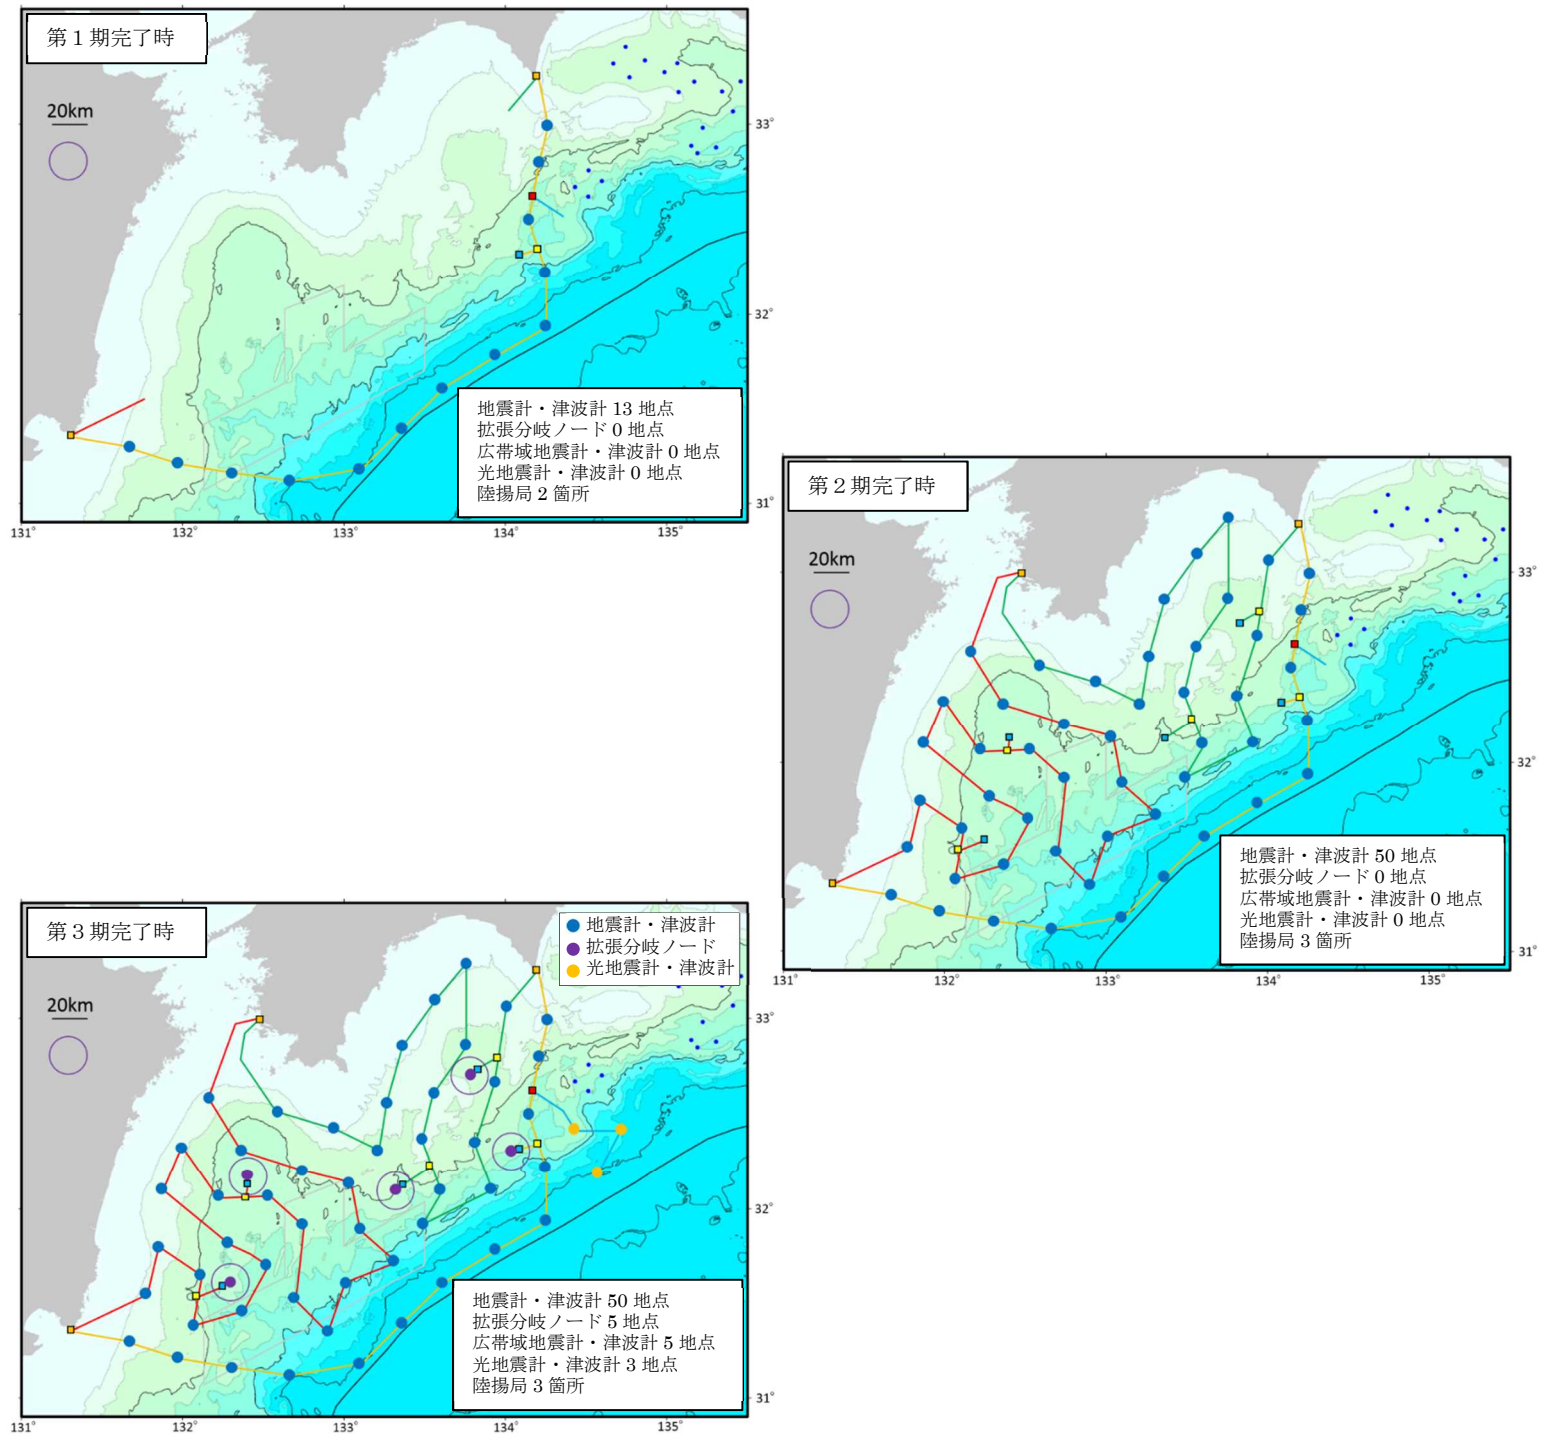 第１期完了時
20km
33°
32°
31°
131°
132°
133°
134°
135°
地震計・津波計 13 地点
拡張分岐ノード 0 地点
広帯域地震計・津波計 0 地点
光地震計・津波計 0 地点
陸揚局 2 箇所
第２期完了時
20km
33°
32°
31°
131°
132°
133°
134°
135°
地震計・津波計 50 地点
拡張分岐ノード 0 地点
広帯域地震計・津波計 0 地点
光地震計・津波計 0 地点
陸揚局 3 箇所
第３期完了時
地震計・津波計
拡張分岐ノード
光地震計・津波計
20km
33°
32°
31°
131°
132°
133°
134°
135°
地震計・津波計 50 地点
拡張分岐ノード 5 地点
広帯域地震計・津波計 5 地点
光地震計・津波計 3 地点
陸揚局 3 箇所